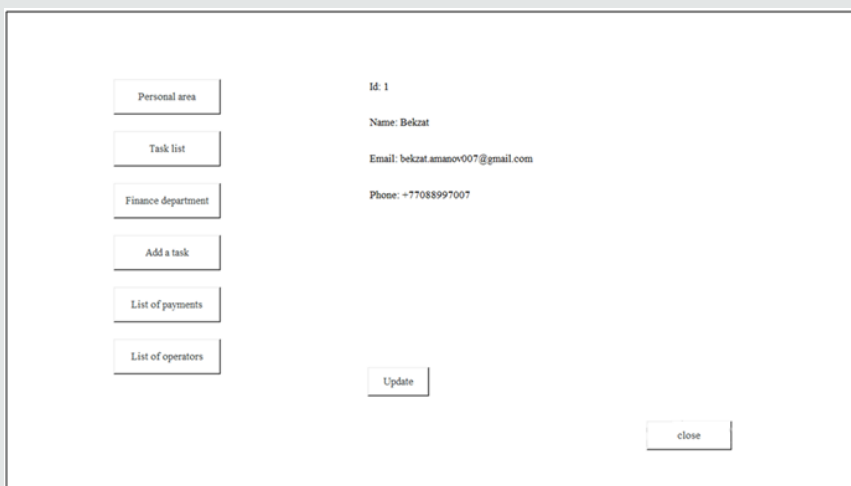 Personal area
Task list
Finance department
Add a task
List of payments
List of operators
Id: 1
Name: Bekzat
Email: bekzat.amanov007@gmail.com
Phone: +77088997007
Update
close